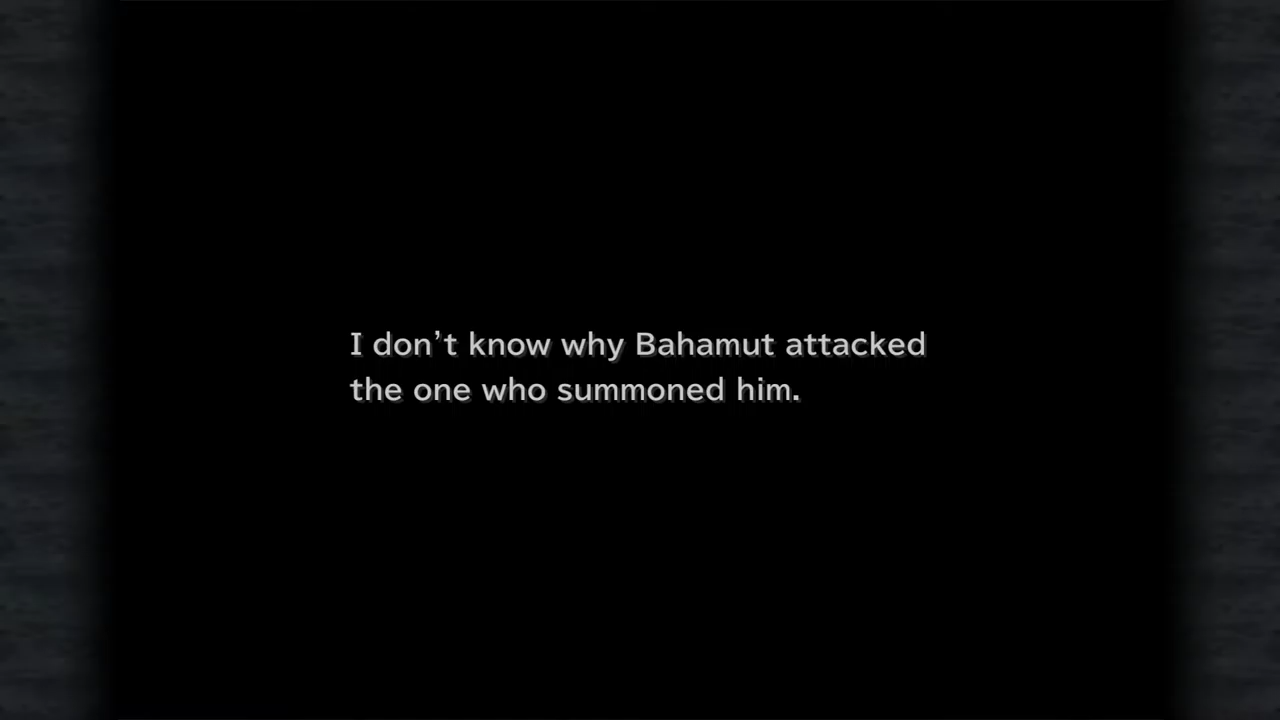 I don’t know why Bahamut attacked
the one who summoned him.